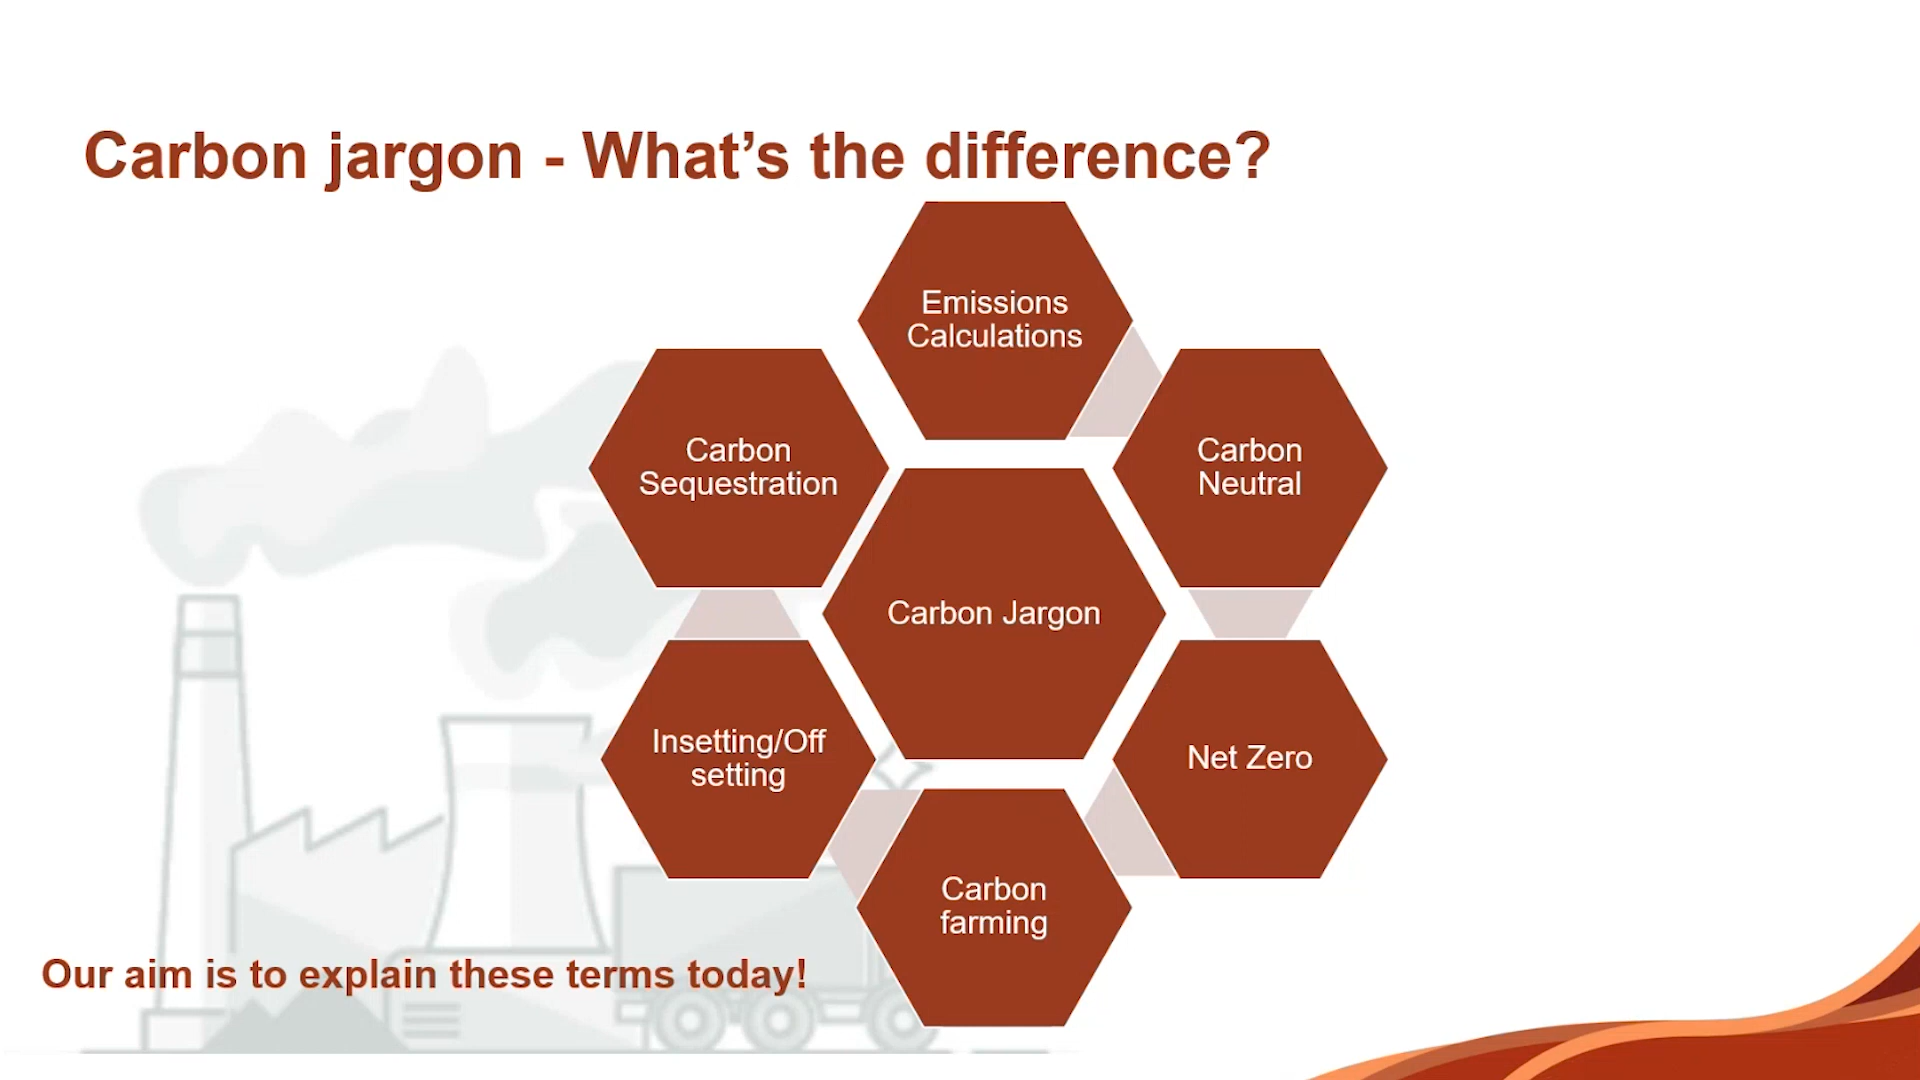 Carbon jargon - What’s the difference?
Emissions
Calculations
Carbon
Sequestration
Carbon
Neutral
Carbon Jargon
Insetting/Off
setting
Net Zero
Carbon
farming
Our aim is to explain these terms today!